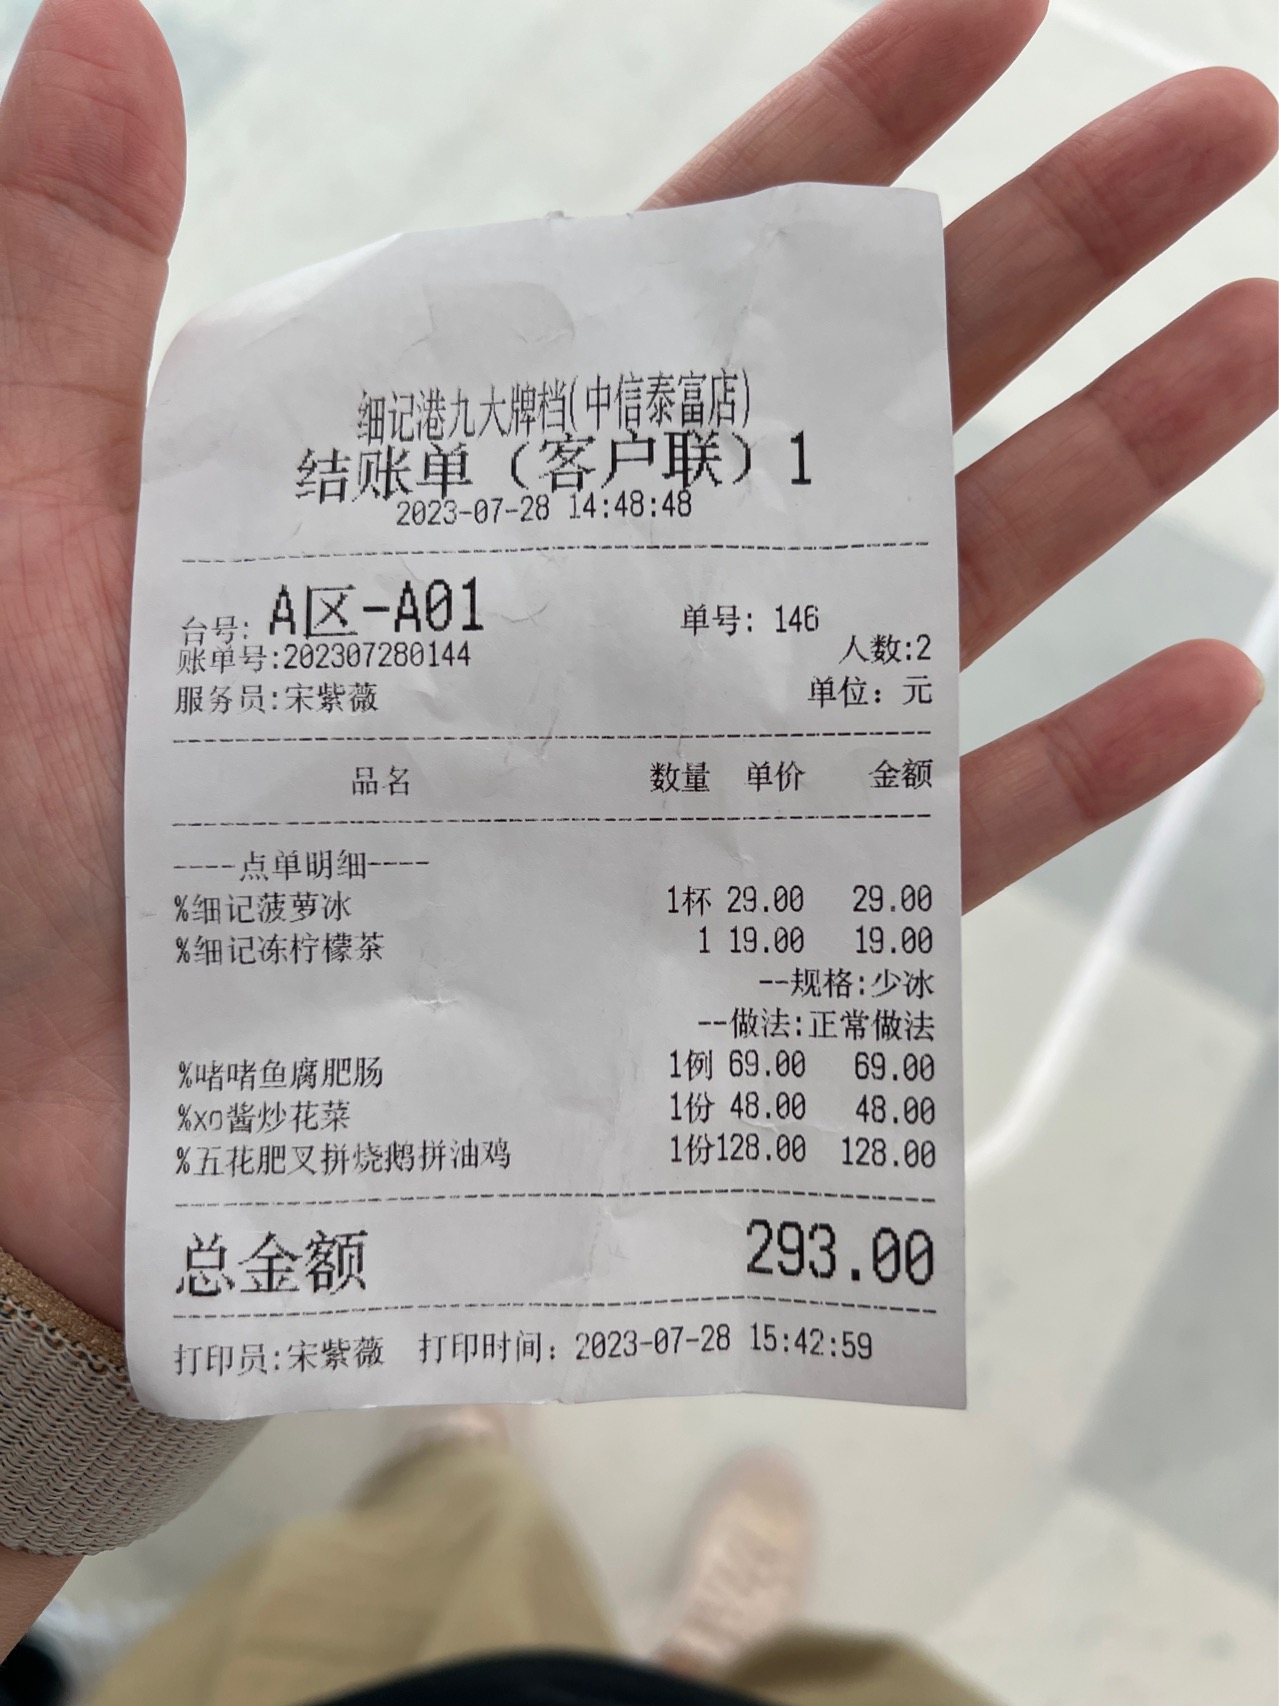 细记港九大牌档(中信泰富店)
结账单（客户联）1
2023-07-28 14:48:48
台号: A区-A01 单号: 146
人数:2
账单号:202307280144
服务员:宋紫薇 单位: 元
品名 数量 单价 金额
----点单明细----
%细记菠萝冰 1杯 29.00 29.00
%细记冻柠檬茶 1 19.00 19.00
--规格:少冰
--做法:正常做法
%啫啫鱼腐肥肠 1例 69.00 69.00
%xo酱炒花菜 1份 48.00 48.00
%五花肥叉拼烧鹅拼油鸡 1份128.00 128.00
总金额 293.00
打印员:宋紫薇 打印时间: 2023-07-28 15:42:59